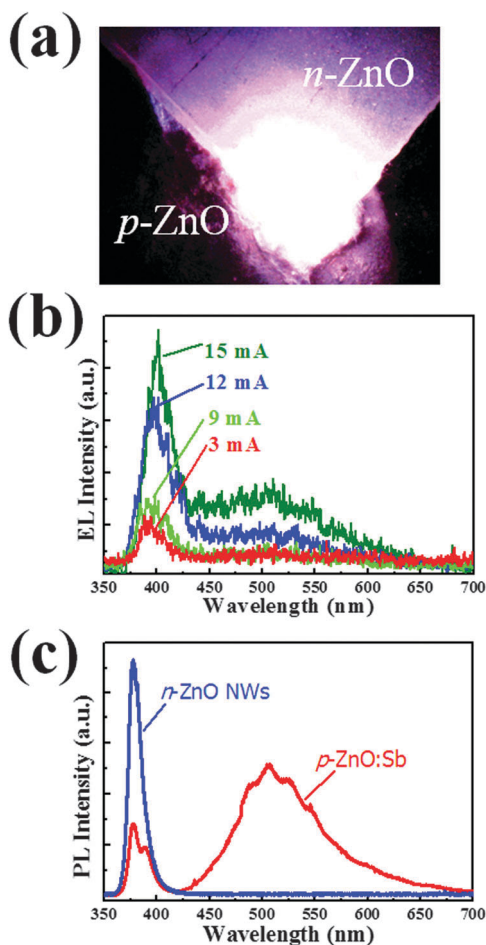 (a)
n-ZnO
p-ZnO
(b)
EL Intensity (a.u.)
15 mA
12 mA
9 mA
3 mA
350 400 450 500 550 600 650 700
Wavelength (nm)
(c)
PL Intensity (a.u.)
n-ZnO NWs
p-ZnO:Sb
350 400 450 500 550 600 650 700
Wavelength (nm)